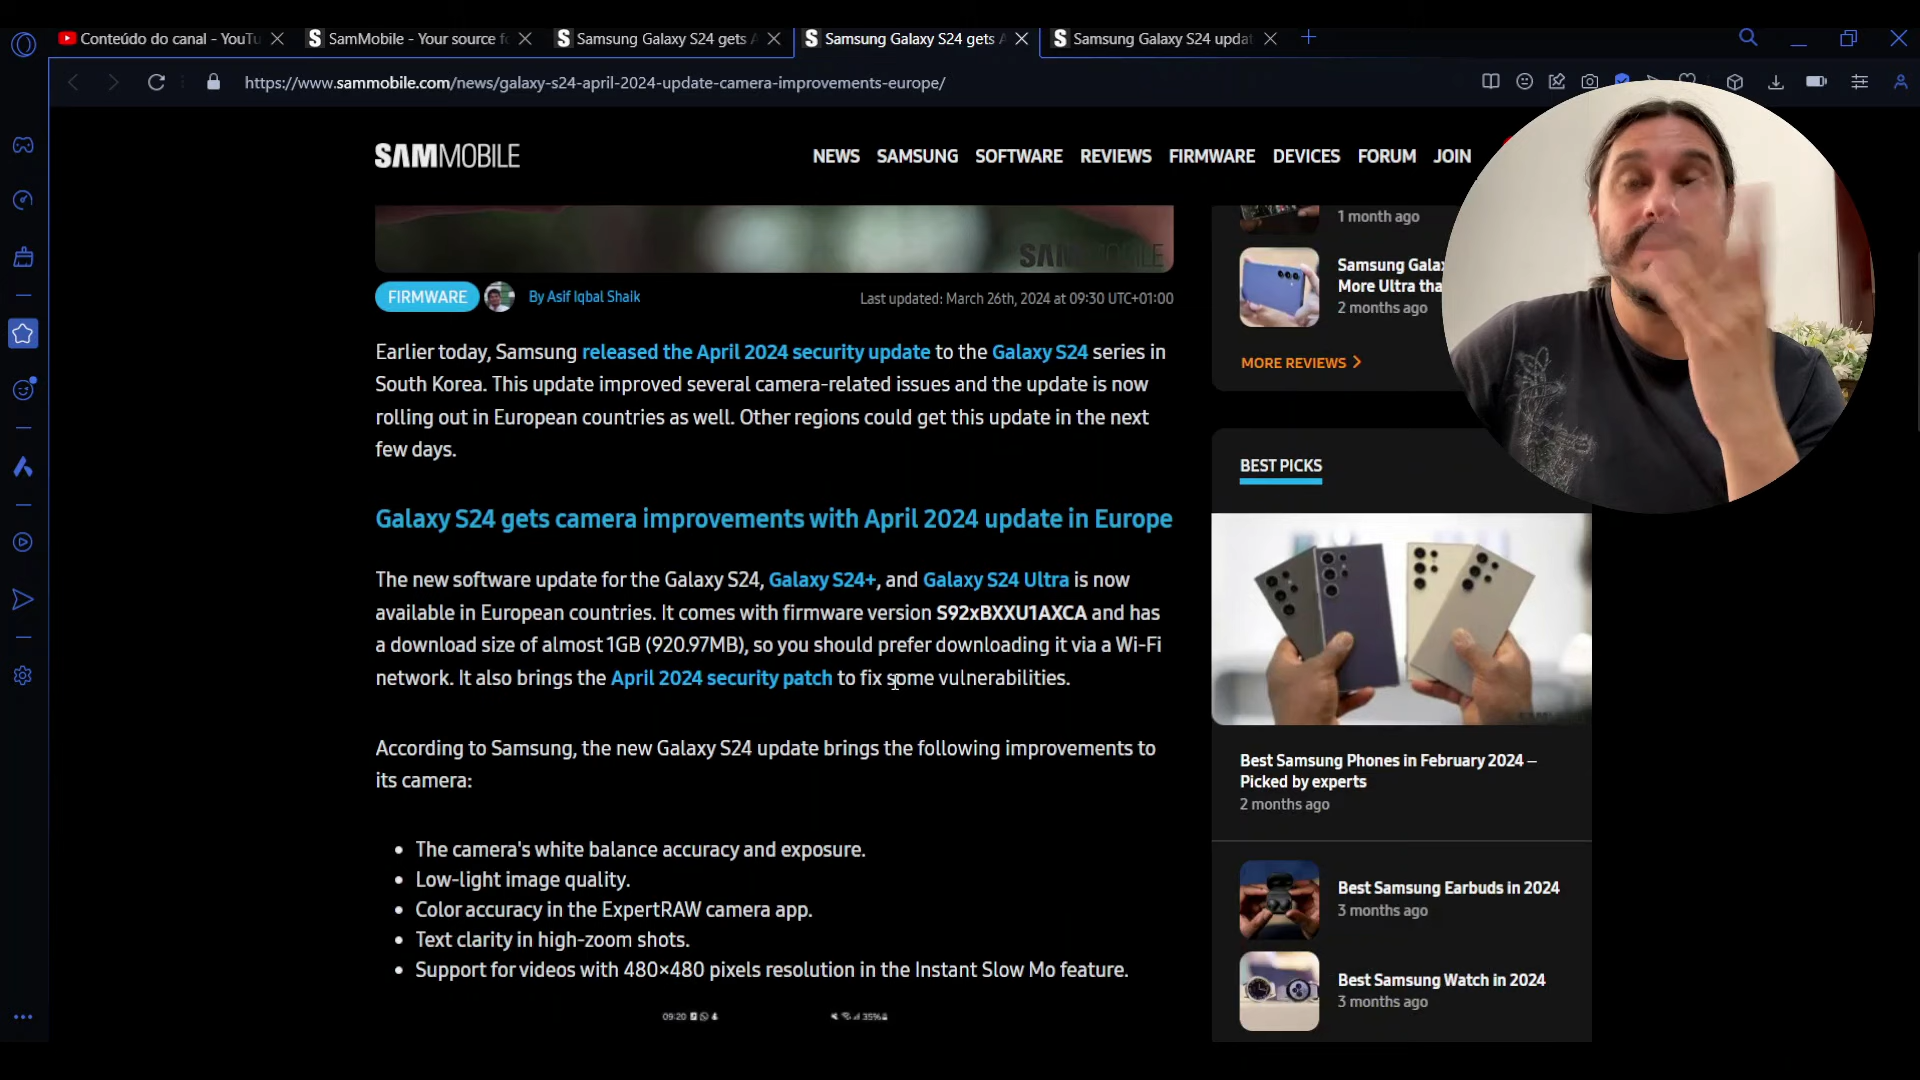 Conteúdo do canal - YouTu
SamMobile - Your source f
Samsung Galaxy S24 gets A
Samsung Galaxy S24 gets A
Samsung Galaxy S24 updat
https://www.sammobile.com/news/galaxy-s24-april-2024-update-camera-improvements-europe/
SAMMOBILE
NEWS SAMSUNG SOFTWARE REVIEWS FIRMWARE DEVICES FORUM JOIN
SAMMOBILE
FIRMWARE
By Asif Iqbal Shaik
Last updated: March 26th, 2024 at 09:30 UTC+01:00
Earlier today, Samsung released the April 2024 security update to the Galaxy S24 series in
South Korea. This update improved several camera-related issues and the update is now
rolling out in European countries as well. Other regions could get this update in the next
few days.
Galaxy S24 gets camera improvements with April 2024 update in Europe
The new software update for the Galaxy S24, Galaxy S24+, and Galaxy S24 Ultra is now
available in European countries. It comes with firmware version S92xBXXU1AXCA and has
a download size of almost 1GB (920.97MB), so you should prefer downloading it via a Wi-Fi
network. It also brings the April 2024 security patch to fix some vulnerabilities.
According to Samsung, the new Galaxy S24 update brings the following improvements to
its camera:
• The camera's white balance accuracy and exposure.
• Low-light image quality.
• Color accuracy in the ExpertRAW camera app.
• Text clarity in high-zoom shots.
• Support for videos with 480×480 pixels resolution in the Instant Slow Mo feature.
09:20
35%
1 month ago
Samsung Gala
More Ultra tha
2 months ago
MORE REVIEWS
BEST PICKS
Best Samsung Phones in February 2024 –
Picked by experts
2 months ago
Best Samsung Earbuds in 2024
3 months ago
Best Samsung Watch in 2024
3 months ago